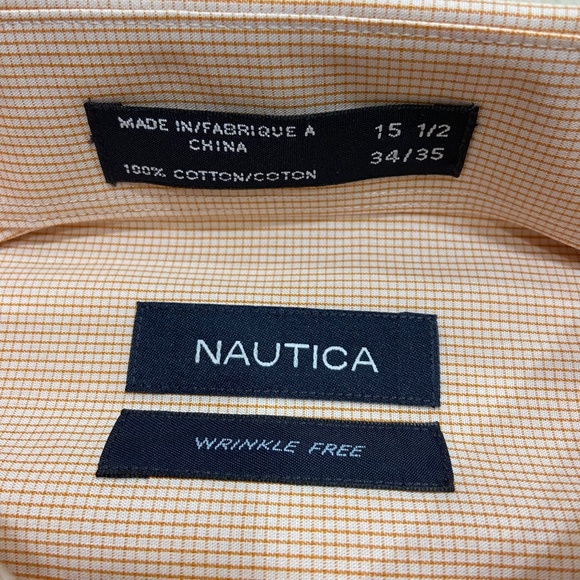 MADE IN/FABRIQUE A
CHINA
100% COTTON/COTON
15 1/2
34/35
NAUTICA
WRINKLE FREE